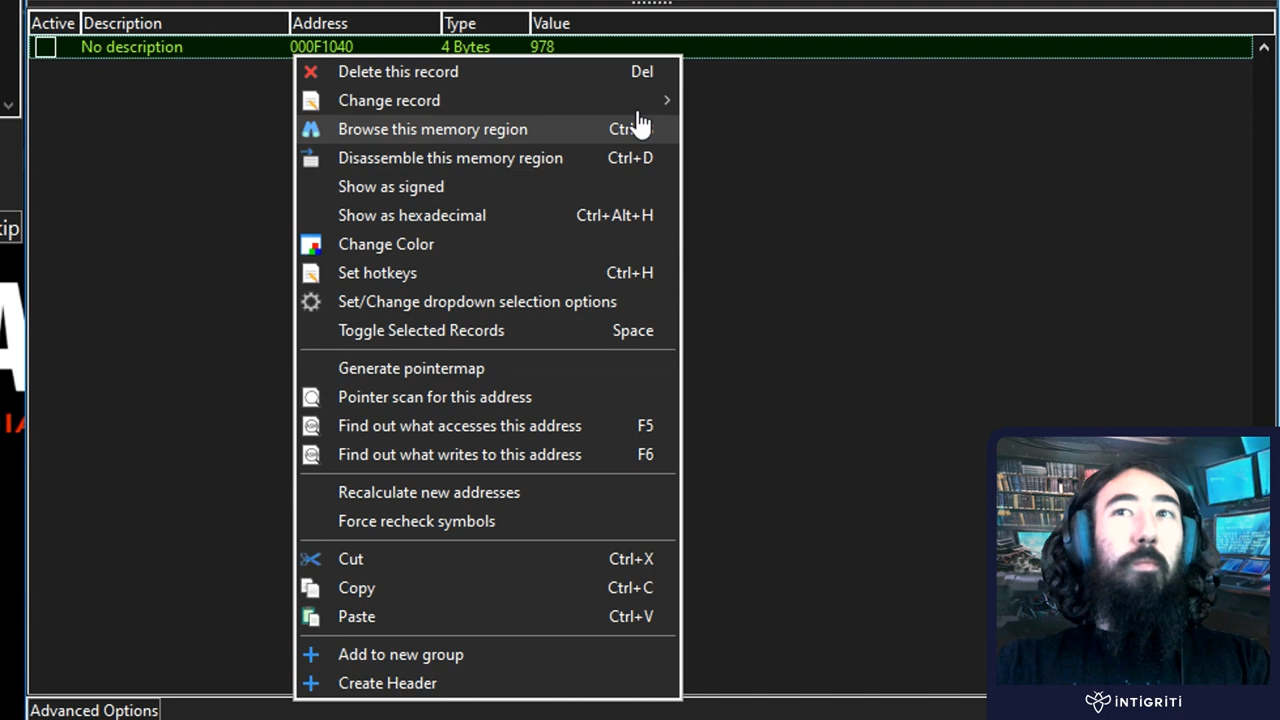 Active Description Address Type Value
No description 000F1040 4 Bytes 978
Delete this record Del
Change record
Browse this memory region
Disassemble this memory region Ctrl+D
Show as signed
Show as hexadecimal Ctrl+Alt+H
Change Color
Set hotkeys Ctrl+H
Set/Change dropdown selection options
Toggle Selected Records Space
Generate pointermap
Pointer scan for this address
Find out what accesses this address F5
Find out what writes to this address F6
Recalculate new addresses
Force recheck symbols
Cut Ctrl+X
Copy Ctrl+C
Paste Ctrl+V
Add to new group
Create Header
Advanced Options
INTIGRITI